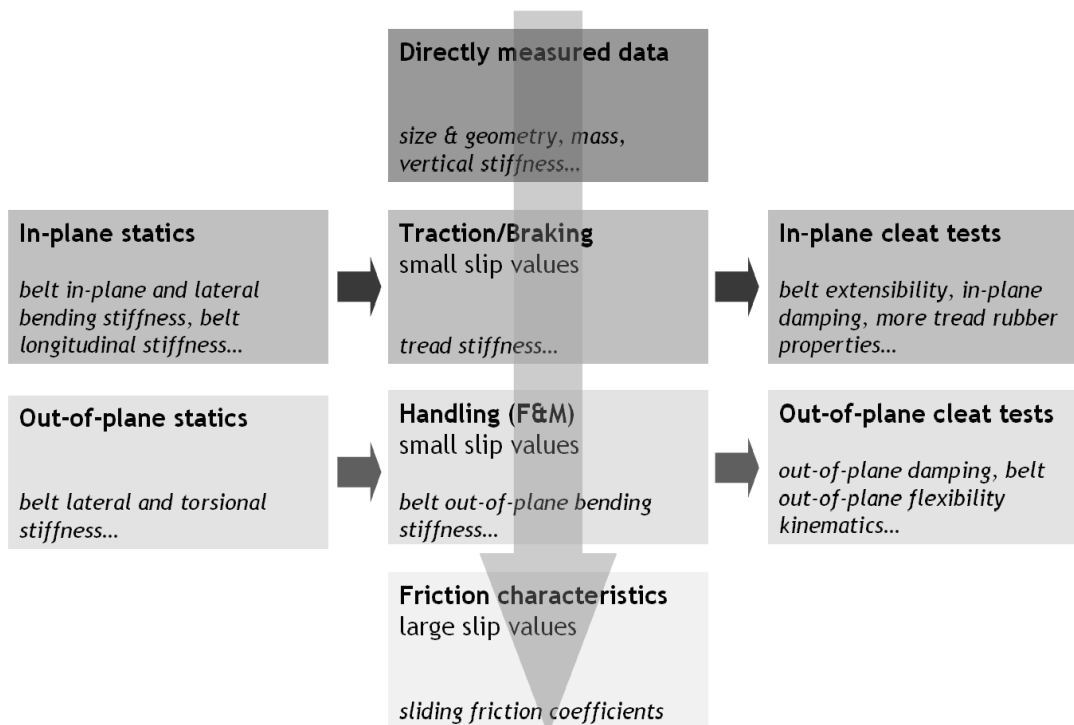 Directly measured data
size & geometry, mass,
vertical stiffness...
In-plane statics
belt in-plane and lateral
bending stiffness, belt
longitudinal stiffness...
Traction/Braking
small slip values
tread stiffness...
In-plane cleat tests
belt extensibility, in-plane
damping, more tread rubber
properties...
Out-of-plane statics
belt lateral and torsional
stiffness...
Handling (F&M)
small slip values
belt out-of-plane bending
stiffness...
Out-of-plane cleat tests
out-of-plane damping, belt
out-of-plane flexibility
kinematics...
Friction characteristics
large slip values
sliding friction coefficients